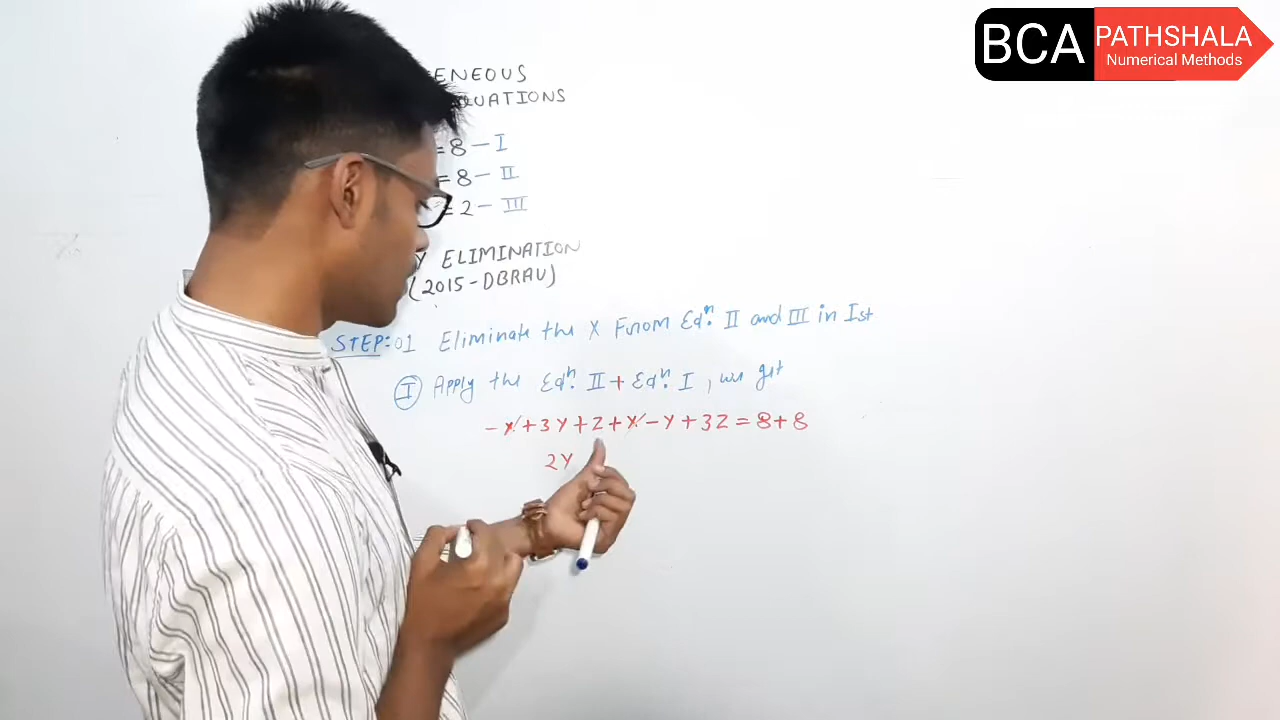 BCA PATHSHALA
Numerical Methods
ENEOUS
QUATIONS
=8-I
=8-II
=2-III
Y ELIMINATION
(2015-DBRAU)
STEP:01 Eliminate the X From Eqⁿ. II and III in Ist
I Apply the Eqⁿ. II + Eqⁿ. I, we get
-X+3Y+Z+X-Y+3Z=8+8
2Y